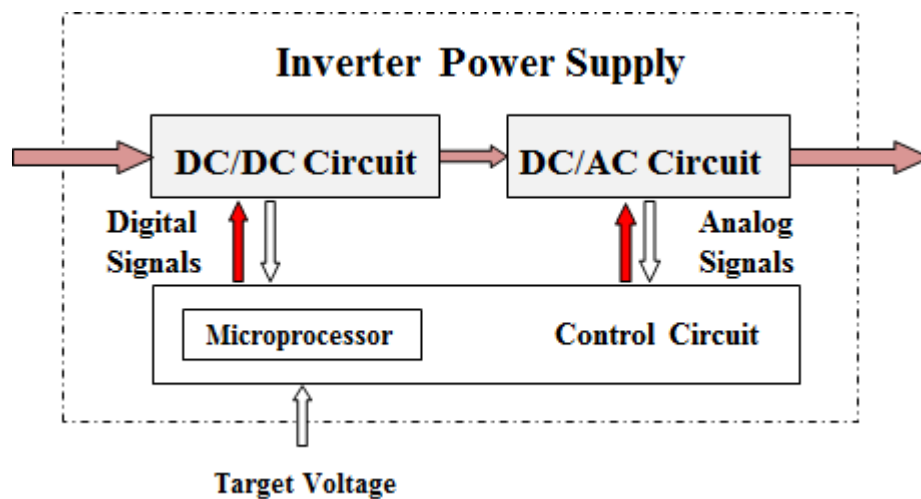 Inverter Power Supply
DC/DC Circuit
DC/AC Circuit
Digital
Signals
Analog
Signals
Microprocessor
Control Circuit
Target Voltage